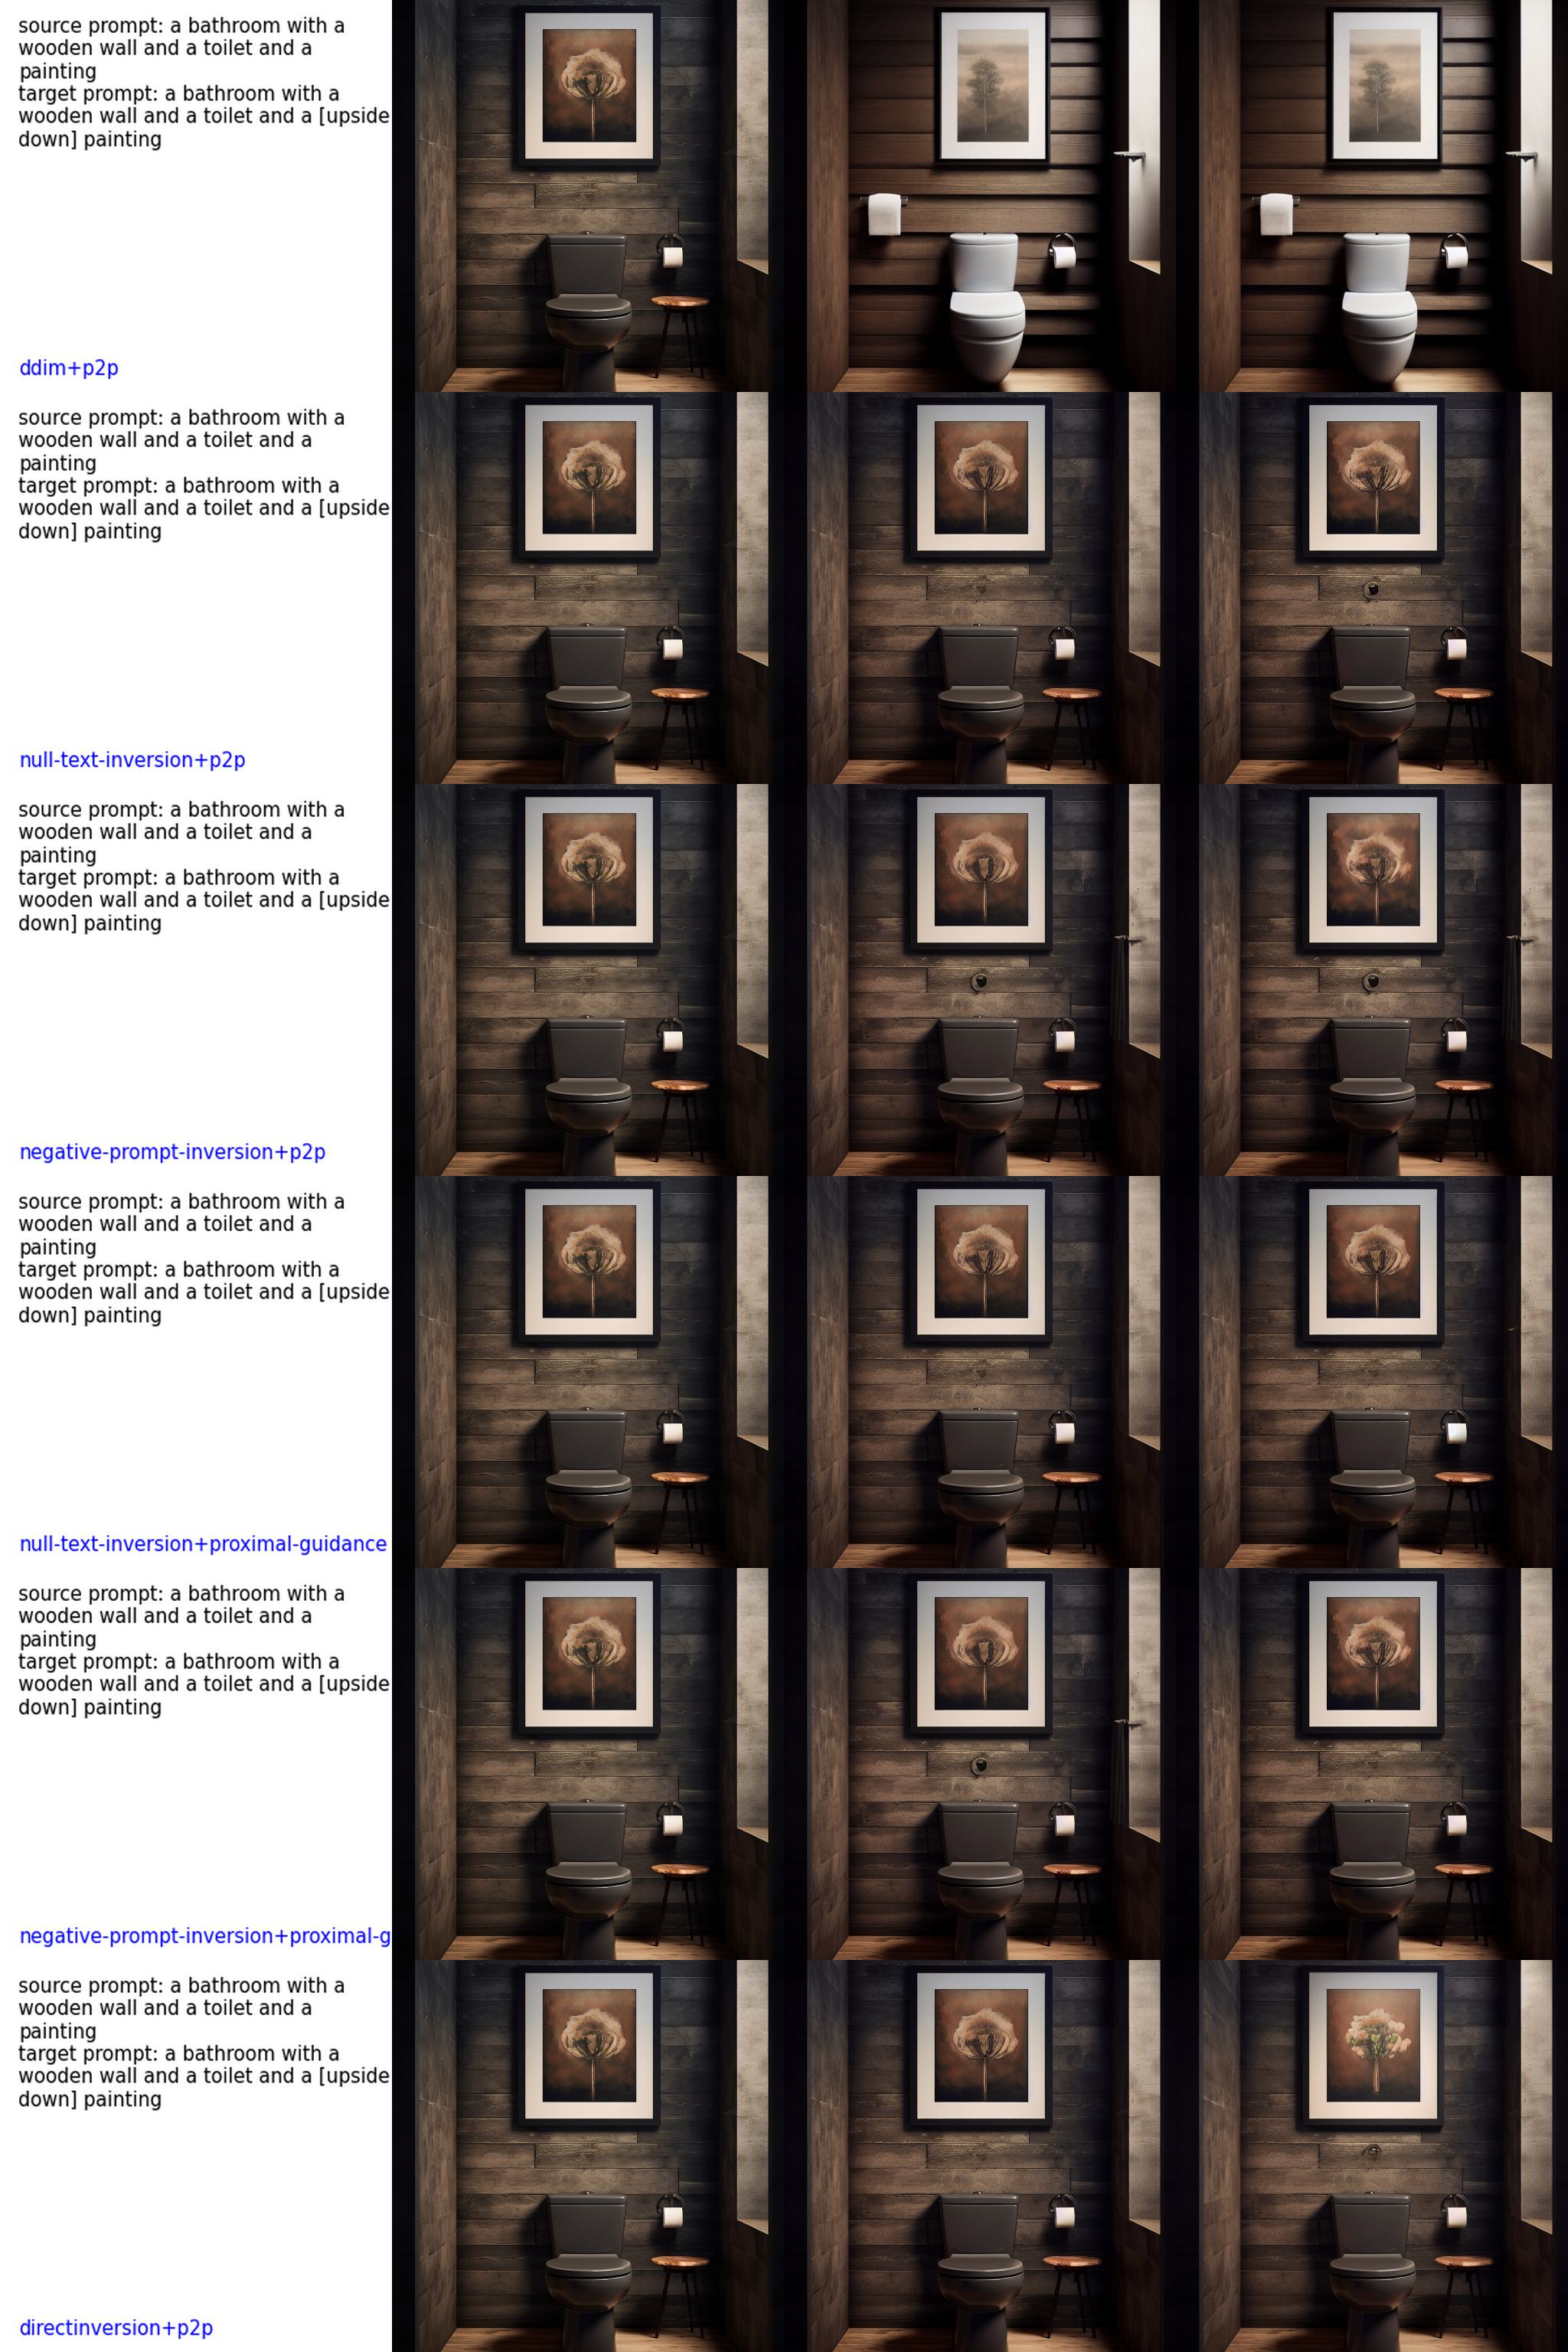 source prompt: a bathroom with a
wooden wall and a toilet and a
painting
target prompt: a bathroom with a
wooden wall and a toilet and a [upside
down] painting
ddim+p2p
source prompt: a bathroom with a
wooden wall and a toilet and a
painting
target prompt: a bathroom with a
wooden wall and a toilet and a [upside
down] painting
null-text-inversion+p2p
source prompt: a bathroom with a
wooden wall and a toilet and a
painting
target prompt: a bathroom with a
wooden wall and a toilet and a [upside
down] painting
negative-prompt-inversion+p2p
source prompt: a bathroom with a
wooden wall and a toilet and a
painting
target prompt: a bathroom with a
wooden wall and a toilet and a [upside
down] painting
null-text-inversion+proximal-guidance
source prompt: a bathroom with a
wooden wall and a toilet and a
painting
target prompt: a bathroom with a
wooden wall and a toilet and a [upside
down] painting
negative-prompt-inversion+proximal-g
source prompt: a bathroom with a
wooden wall and a toilet and a
painting
target prompt: a bathroom with a
wooden wall and a toilet and a [upside
down] painting
directinversion+p2p